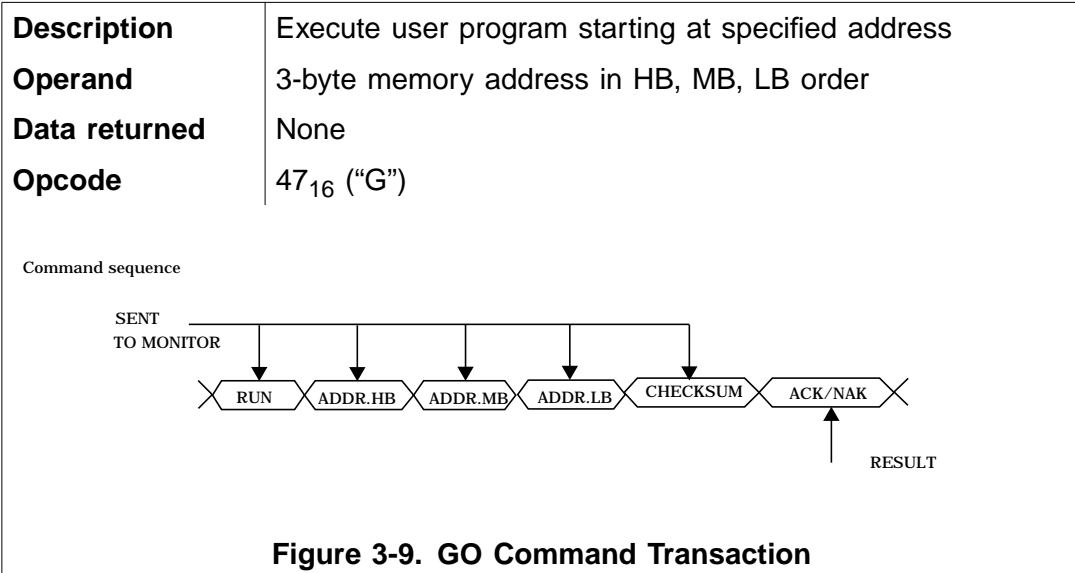 Description Execute user program starting at specified address
Operand 3-byte memory address in HB, MB, LB order
Data returned None
Opcode 47₁₆ (“G”)
Command sequence
SENT
TO MONITOR
RUN ADDR.HB ADDR.MB ADDR.LB CHECKSUM ACK/NAK
RESULT
Figure 3-9. GO Command Transaction